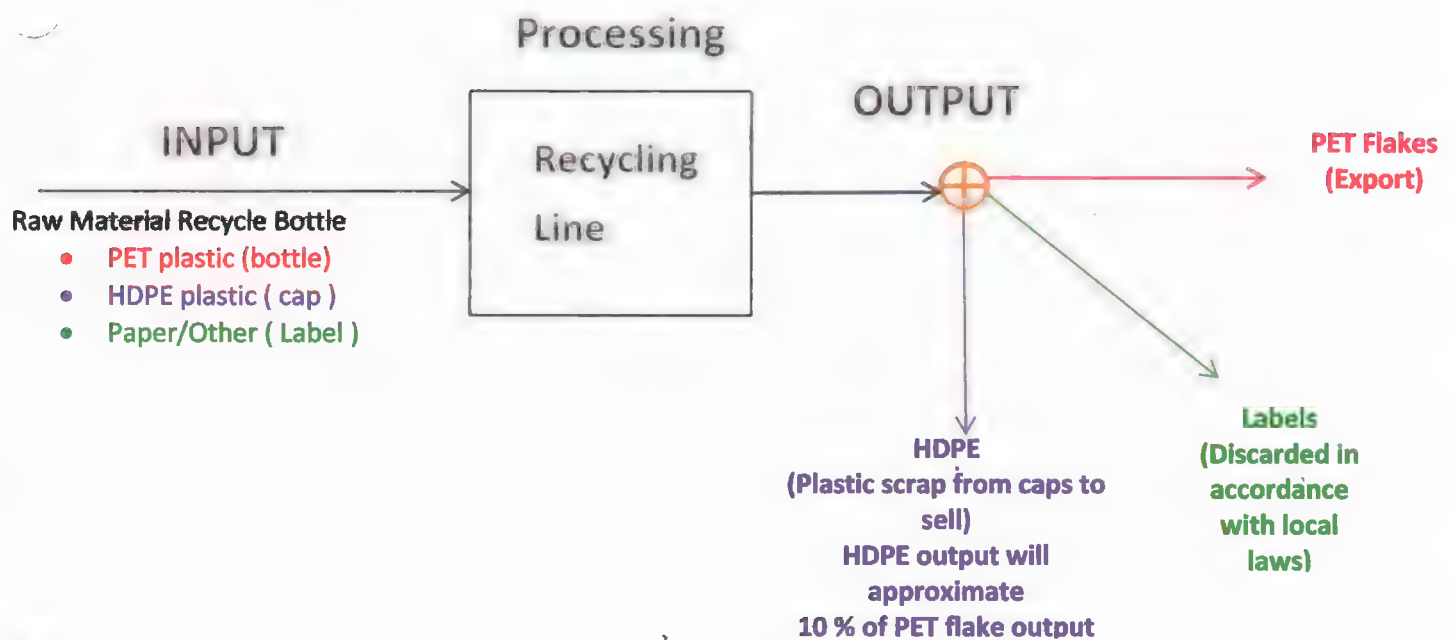 Processing
INPUT
Recycling
Line
OUTPUT
Raw Material Recycle Bottle
• PET plastic (bottle)
• HDPE plastic ( cap )
• Paper/Other ( Label )
PET Flakes
(Export)
HDPE
(Plastic scrap from caps to
sell)
HDPE output will
approximate
10 % of PET flake output
Labels
(Discarded in
accordance
with local
laws)